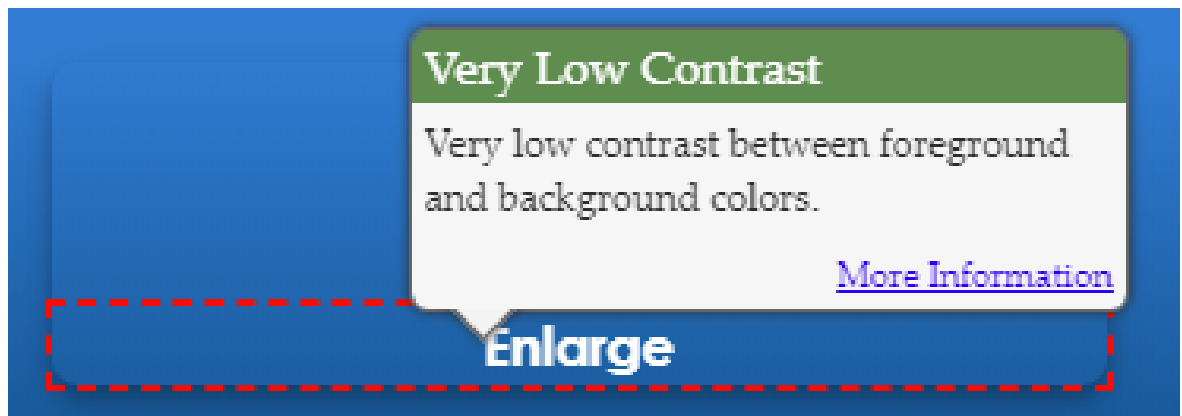 Very Low Contrast
Very low contrast between foreground
and background colors.
More Information
Enlarge